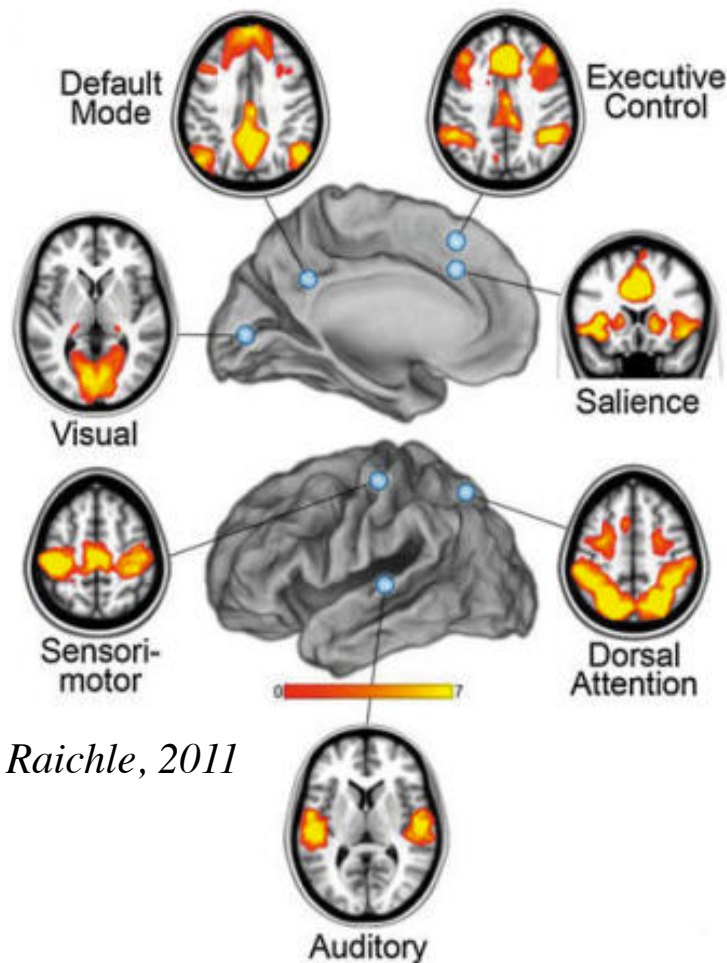 Default
Mode
Executive
Control
Visual
Salience
Sensori-
motor
Dorsal
Attention
0 7
Raichle, 2011
Auditory